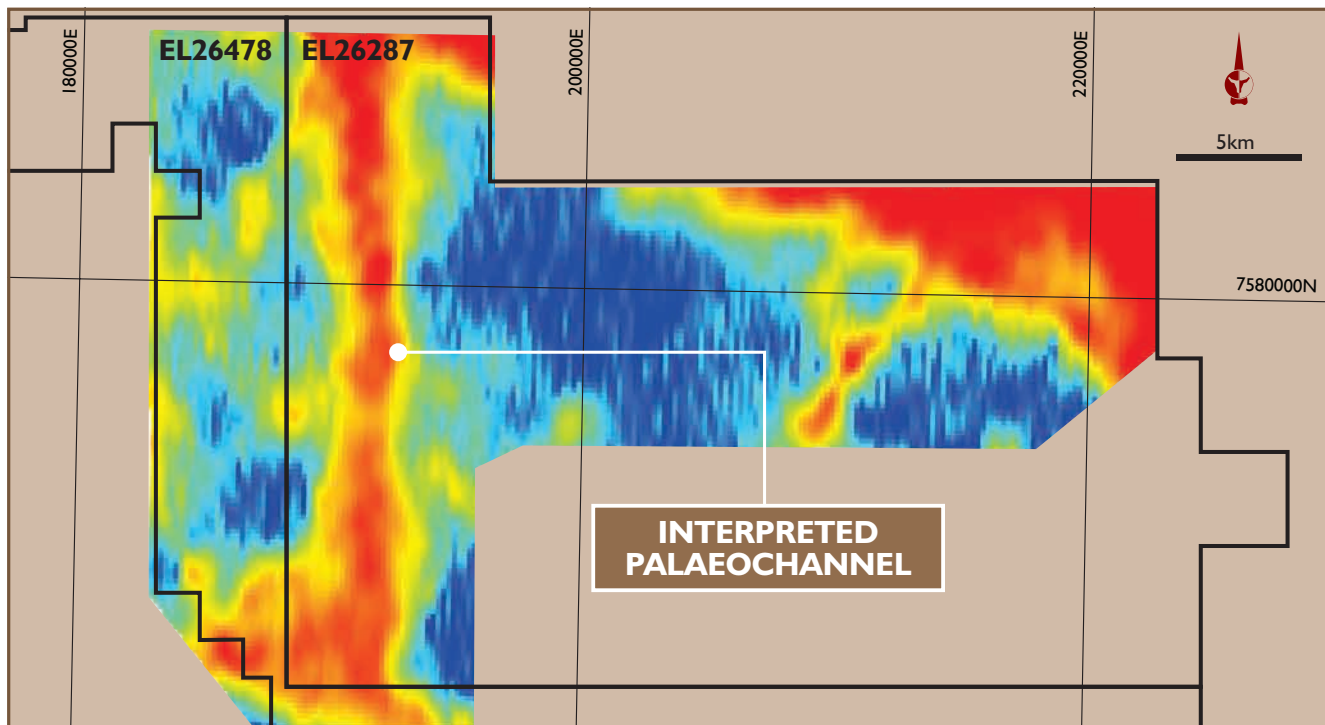 EL26478
EL26287
180000E
200000E
220000E
5km
7580000N
INTERPRETED
PALAEOCHANNEL